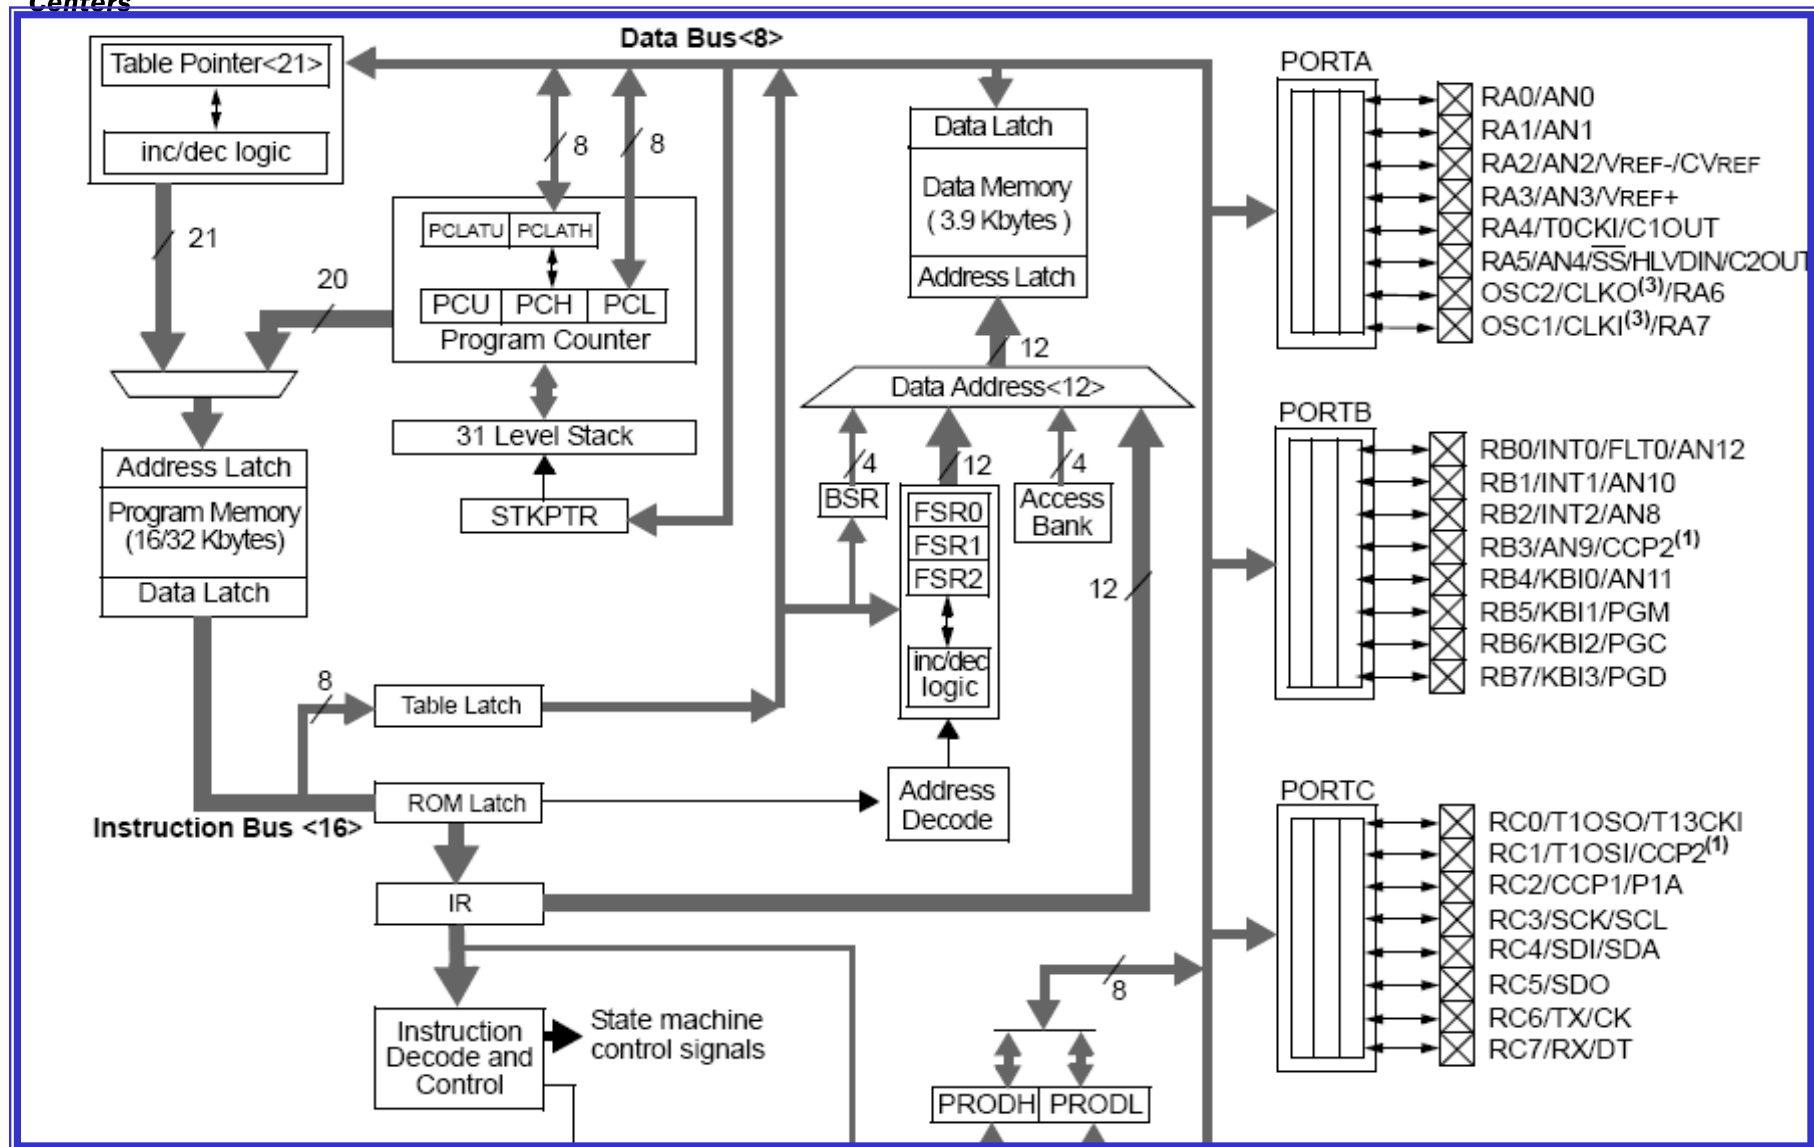 Centers
Data Bus<8>
Table Pointer<21>
inc/dec logic
21
20
8
8
PCLATU PCLATH
PCU PCH PCL
Program Counter
31 Level Stack
STKPTR
Address Latch
Program Memory
(16/32 Kbytes)
Data Latch
8
Table Latch
ROM Latch
Instruction Bus <16>
IR
Instruction
Decode and
Control
State machine
control signals
Data Latch
Data Memory
( 3.9 Kbytes )
Address Latch
12
Data Address<12>
4
12
4
BSR
FSR0
FSR1
FSR2
inc/dec
logic
Access
Bank
12
Address
Decode
8
PRODH PRODL
PORTA
RA0/AN0
RA1/AN1
RA2/AN2/VREF-/CVREF
RA3/AN3/VREF+
RA4/T0CKI/C1OUT
RA5/AN4/SS/HLVDIN/C2OUT
OSC2/CLKO(3)/RA6
OSC1/CLKI(3)/RA7
PORTB
RB0/INT0/FLT0/AN12
RB1/INT1/AN10
RB2/INT2/AN8
RB3/AN9/CCP2(1)
RB4/KBI0/AN11
RB5/KBI1/PGM
RB6/KBI2/PGC
RB7/KBI3/PGD
PORTC
RC0/T1OSO/T13CKI
RC1/T1OSI/CCP2(1)
RC2/CCP1/P1A
RC3/SCK/SCL
RC4/SDI/SDA
RC5/SDO
RC6/TX/CK
RC7/RX/DT